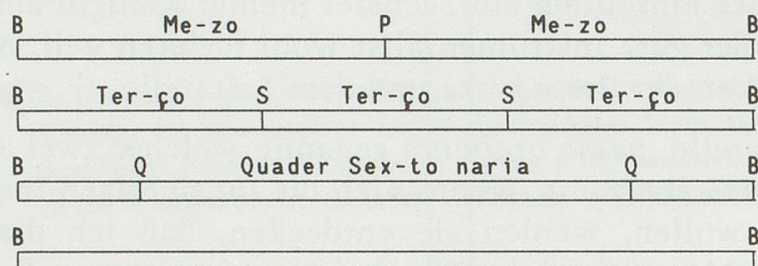 B Me-zo P Me-zo B
B Ter-ço S Ter-ço S Ter-ço B
B Q Quader Sex-to naria Q B
B B